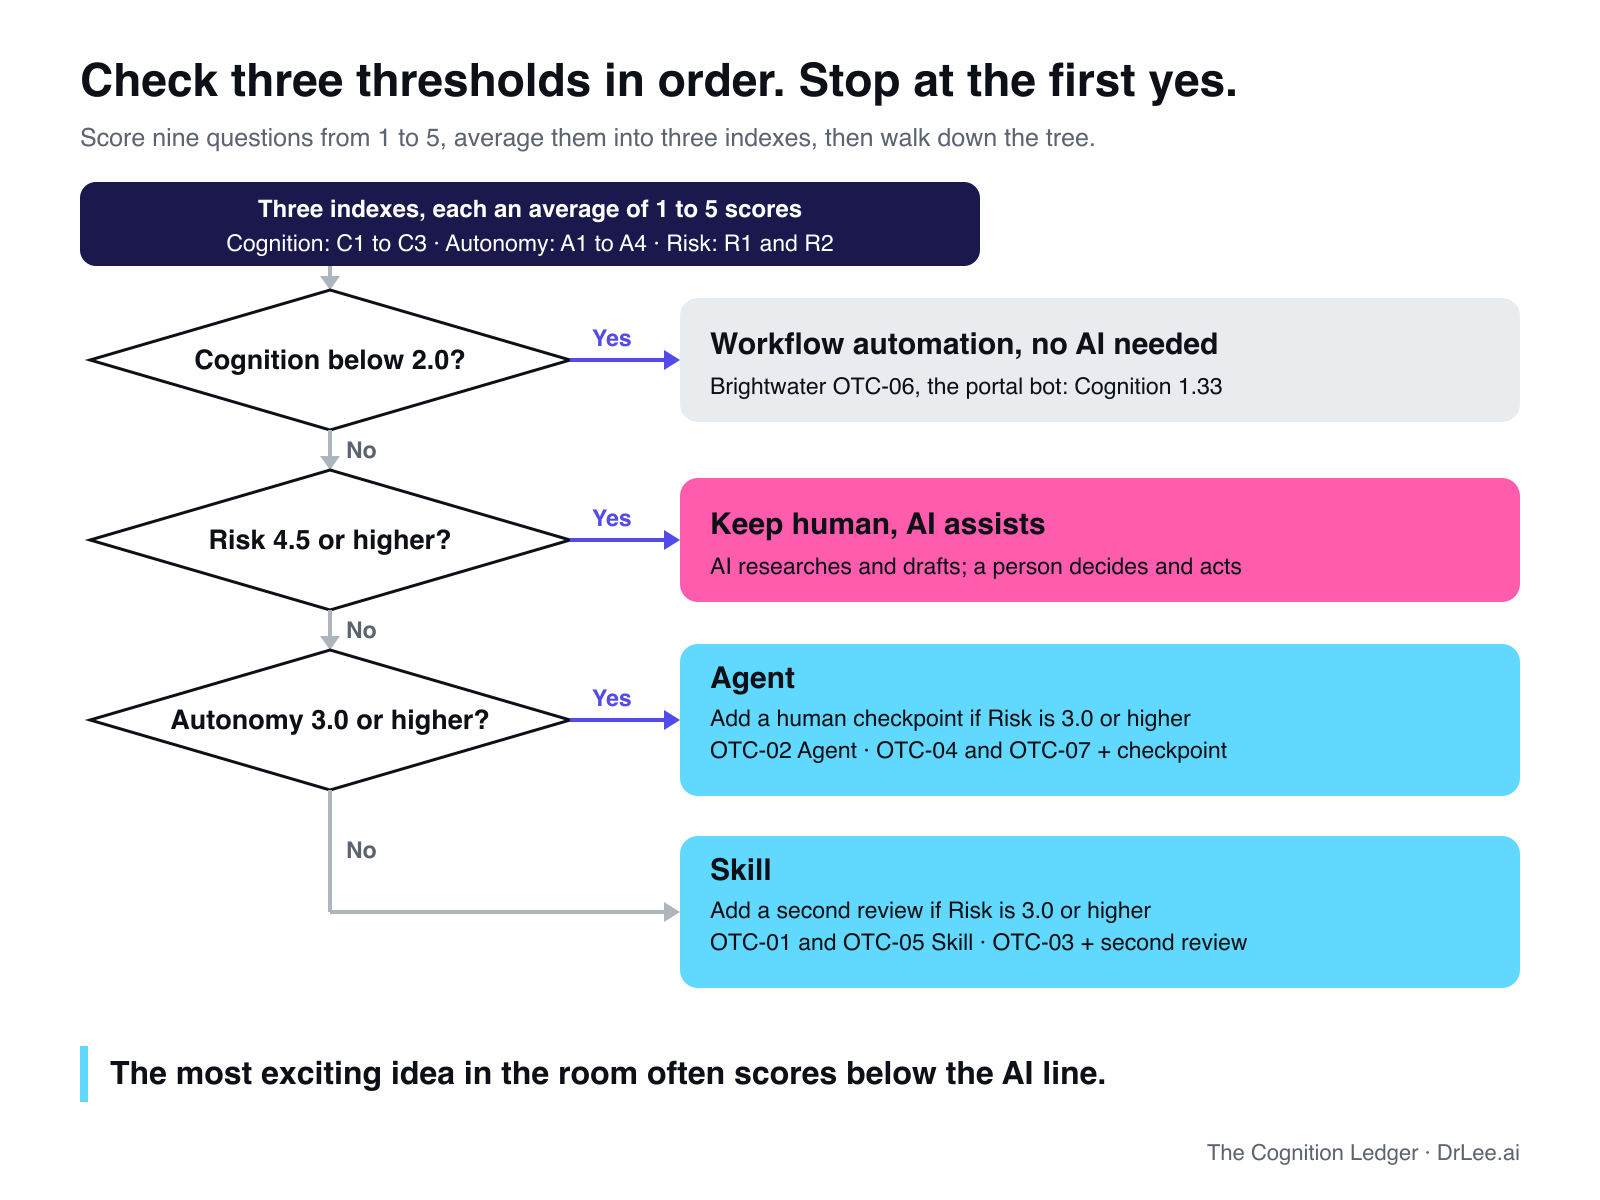 Check three thresholds in order. Stop at the first yes.
Score nine questions from 1 to 5, average them into three indexes, then walk down the tree.
Three indexes, each an average of 1 to 5 scores
Cognition: C1 to C3 · Autonomy: A1 to A4 · Risk: R1 and R2
Cognition below 2.0?
Yes
Workflow automation, no AI needed
Brightwater OTC-06, the portal bot: Cognition 1.33
No
Risk 4.5 or higher?
Yes
Keep human, AI assists
AI researches and drafts; a person decides and acts
No
Autonomy 3.0 or higher?
Yes
Agent
Add a human checkpoint if Risk is 3.0 or higher
OTC-02 Agent · OTC-04 and OTC-07 + checkpoint
No
Skill
Add a second review if Risk is 3.0 or higher
OTC-01 and OTC-05 Skill · OTC-03 + second review
The most exciting idea in the room often scores below the AI line.
The Cognition Ledger · DrLee.ai